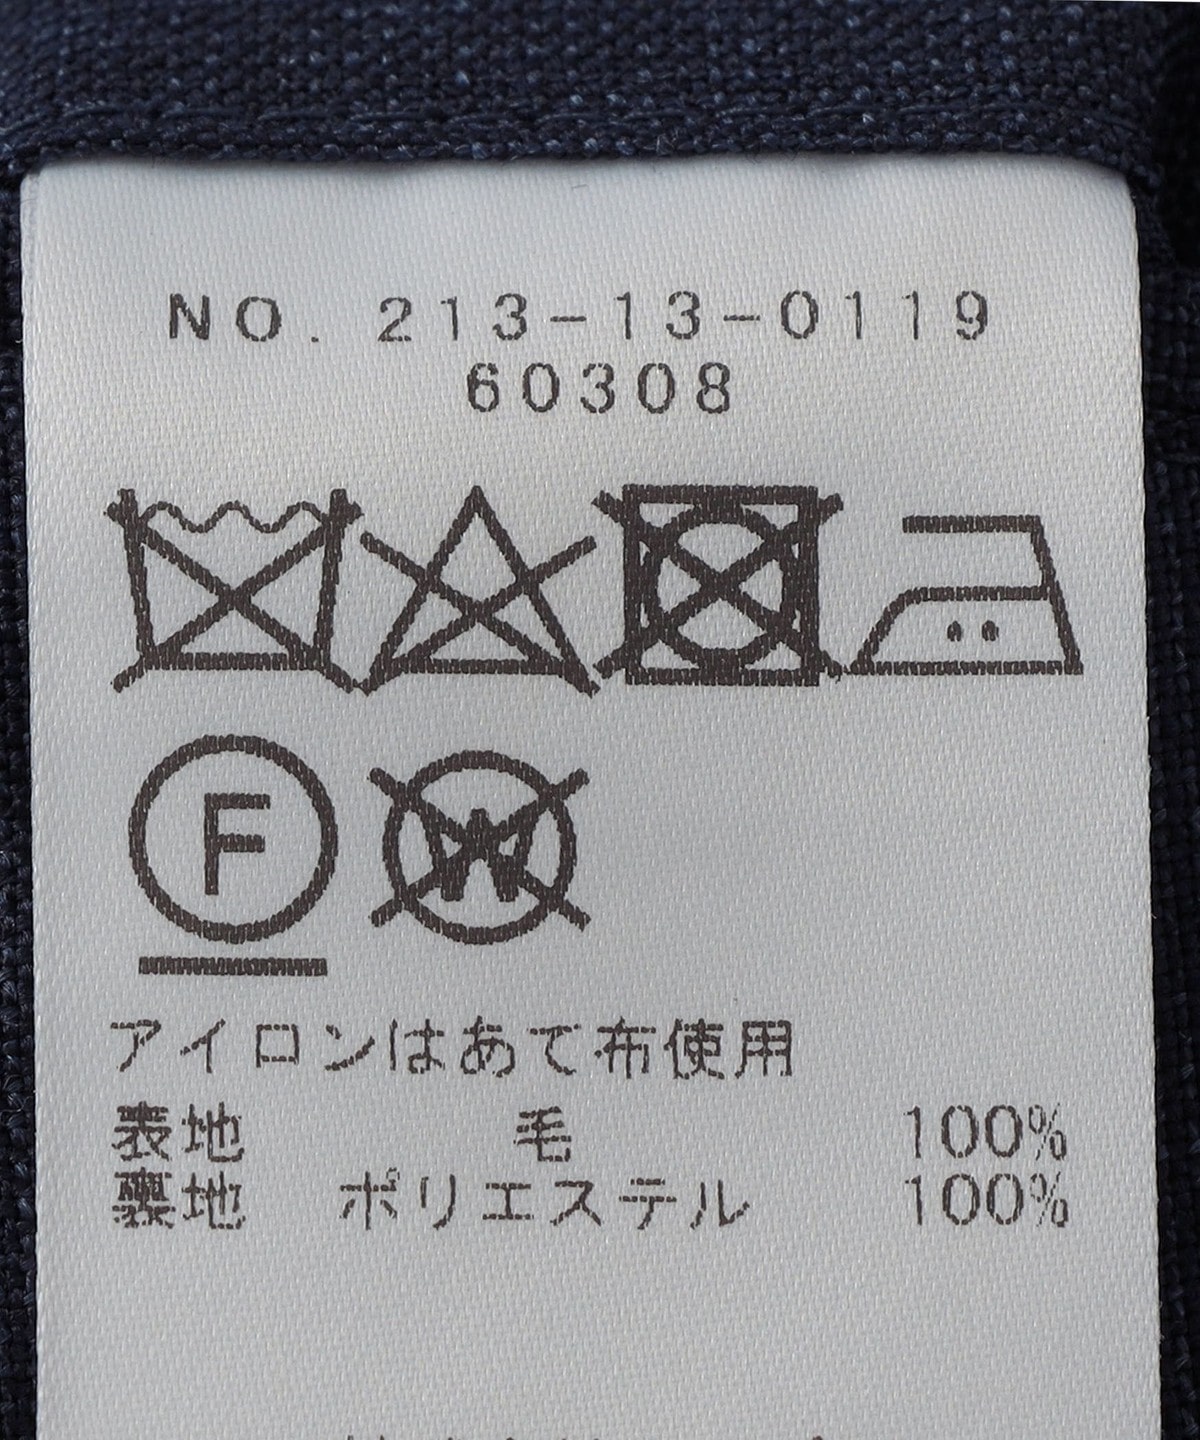 NO. 213-13-0119
60308
F
W
アイロンはあて布使用
表地 毛 100%
裏地 ポリエステル 100%